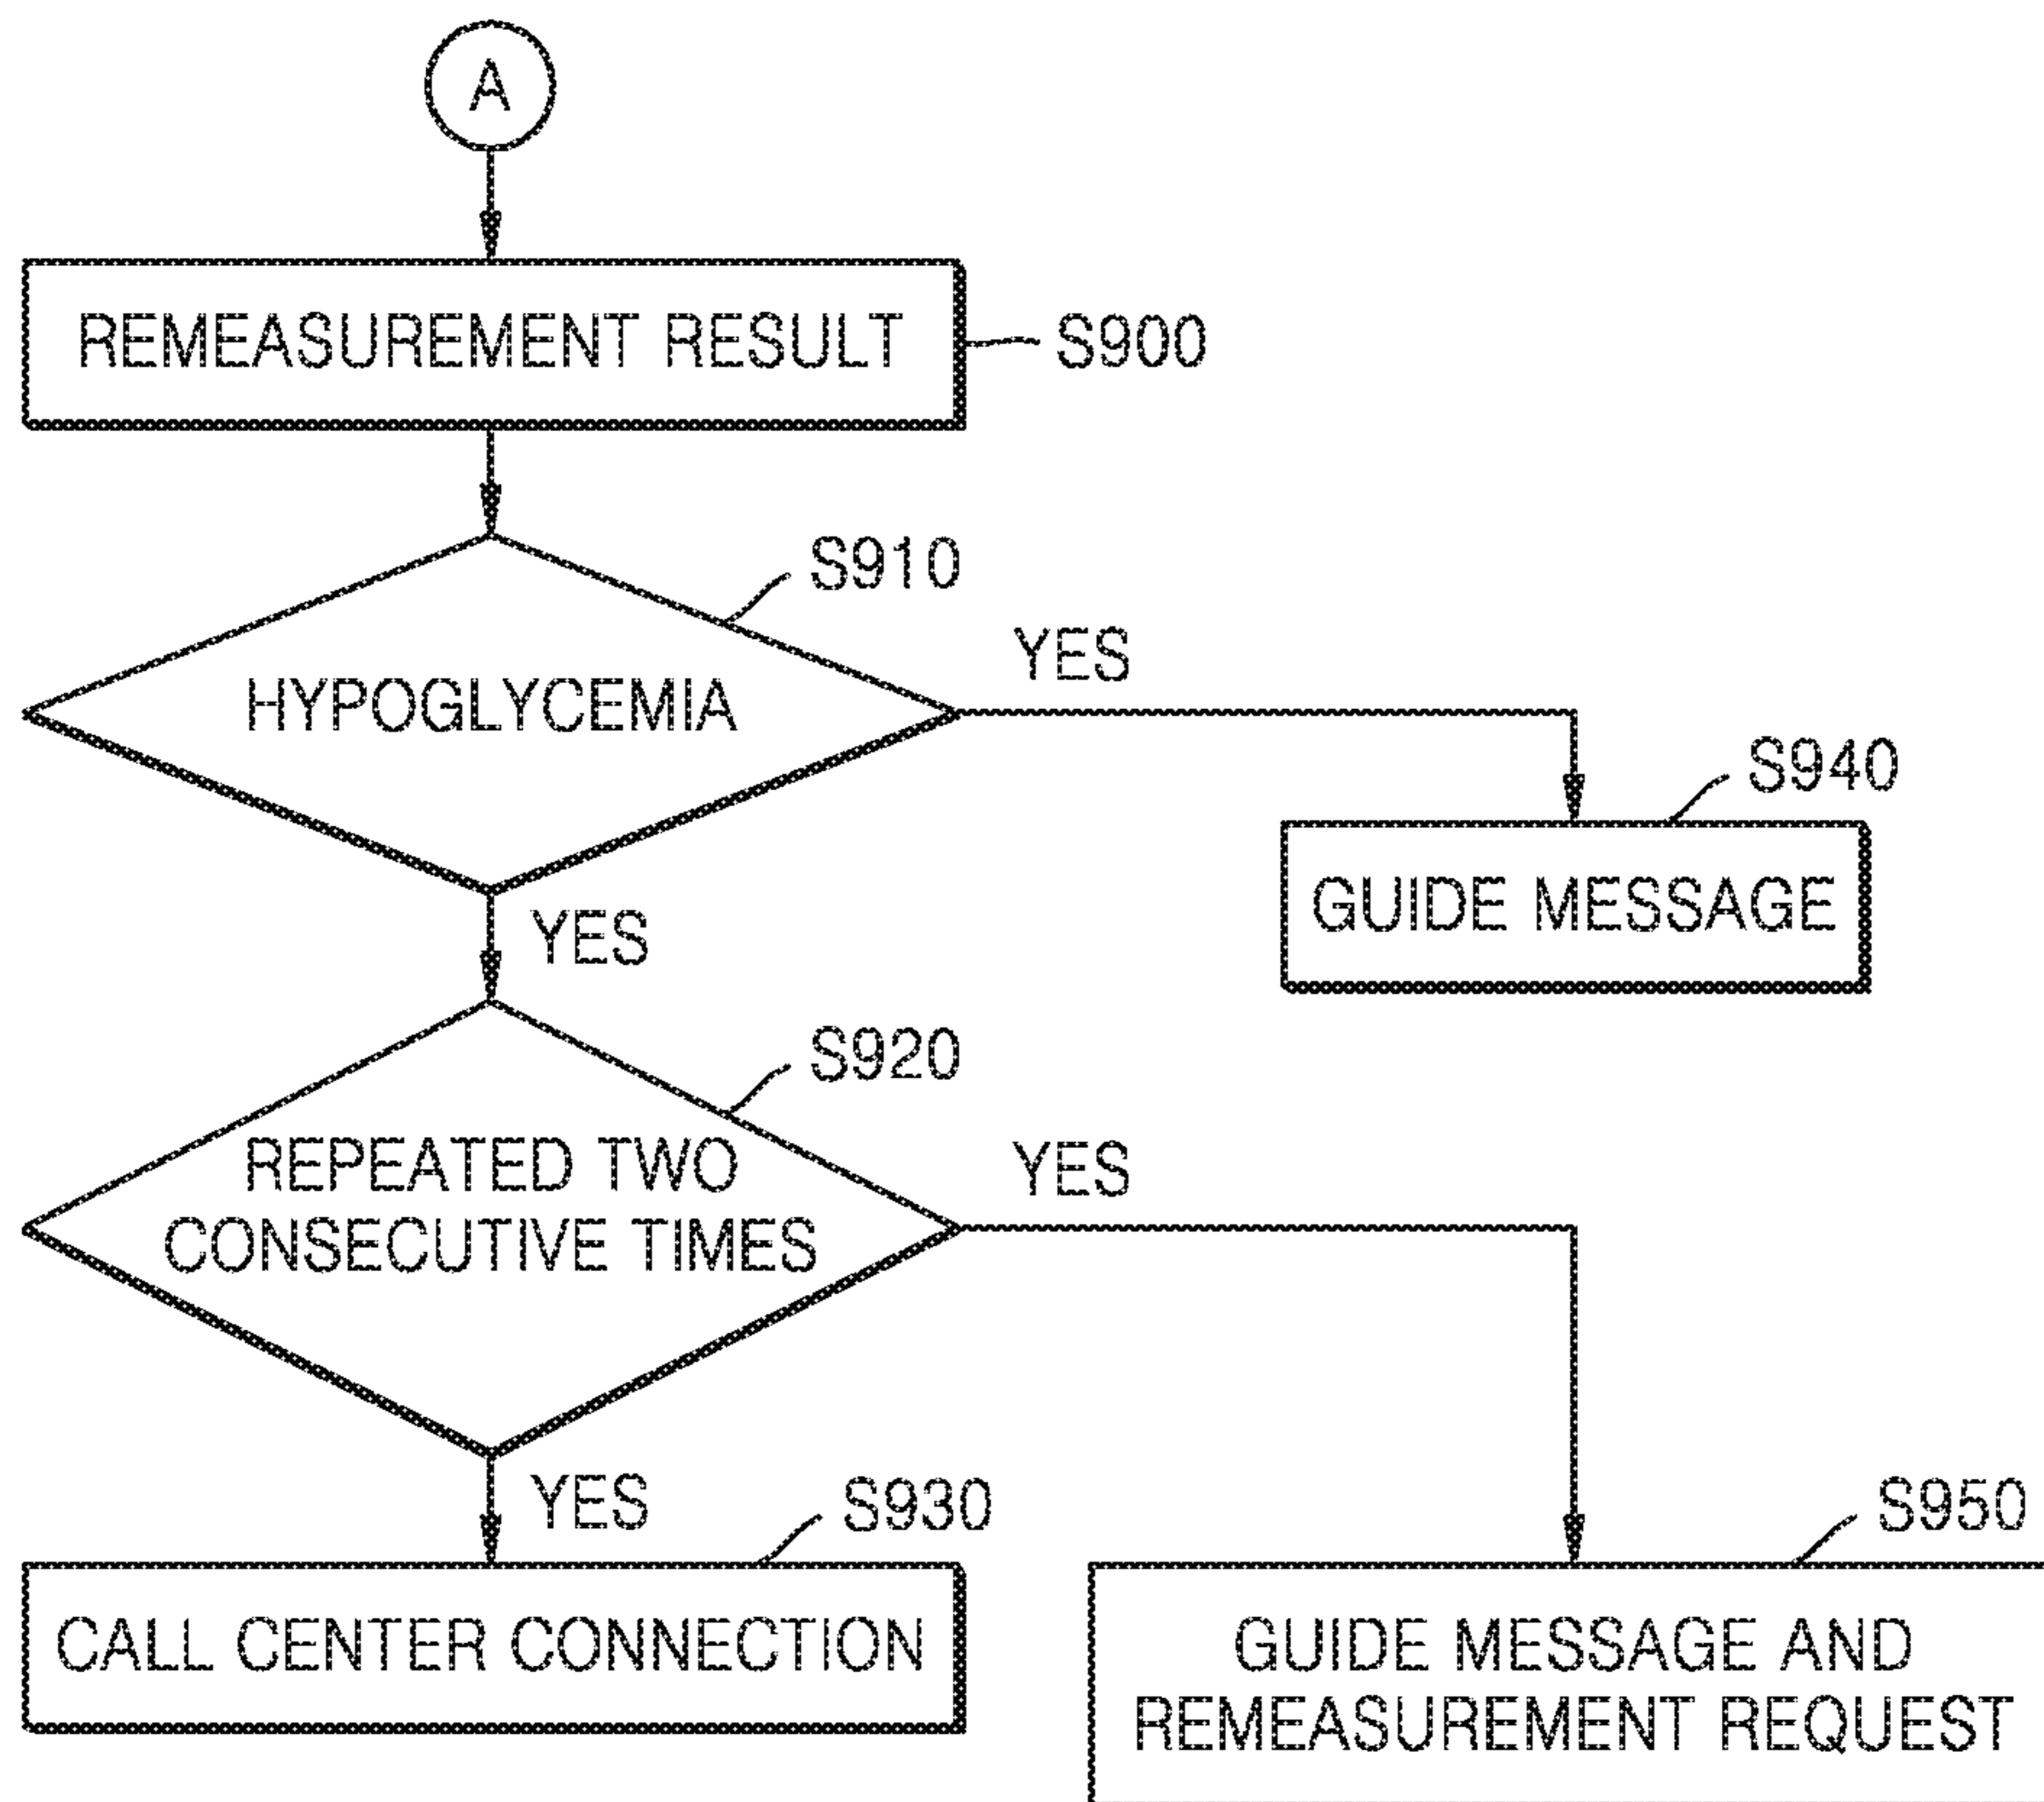 A
REMEASUREMENT RESULT
S900
S910
HYPOGLYCEMIA
YES
S940
GUIDE MESSAGE
YES
S920
REPEATED TWO
CONSECUTIVE TIMES
YES
YES
S930
S950
CALL CENTER CONNECTION
GUIDE MESSAGE AND
REMEASUREMENT REQUEST